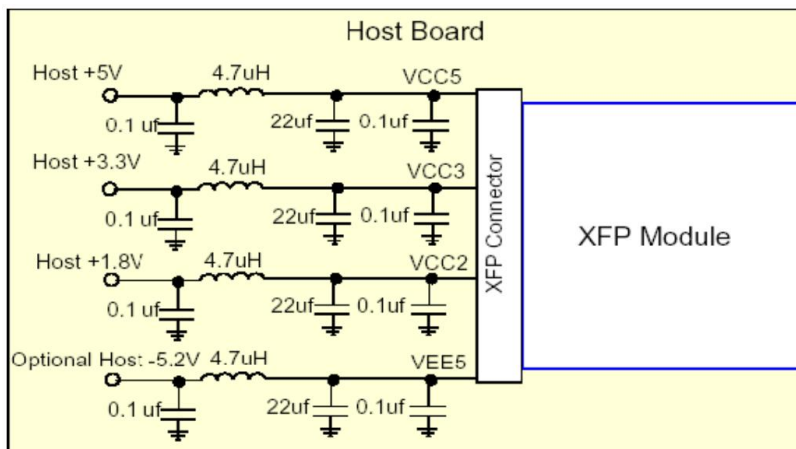 Host Board
Host +5V
4.7uH
VCC5
0.1 uf
22uf
0.1uf
Host +3.3V
4.7uH
VCC3
0.1 uf
22uf
0.1uf
Host +1.8V
4.7uH
VCC2
0.1 uf
22uf
0.1uf
Optional Host -5.2V
4.7uH
VEE5
0.1 uf
22uf
0.1uf
XFP Connector
XFP Module